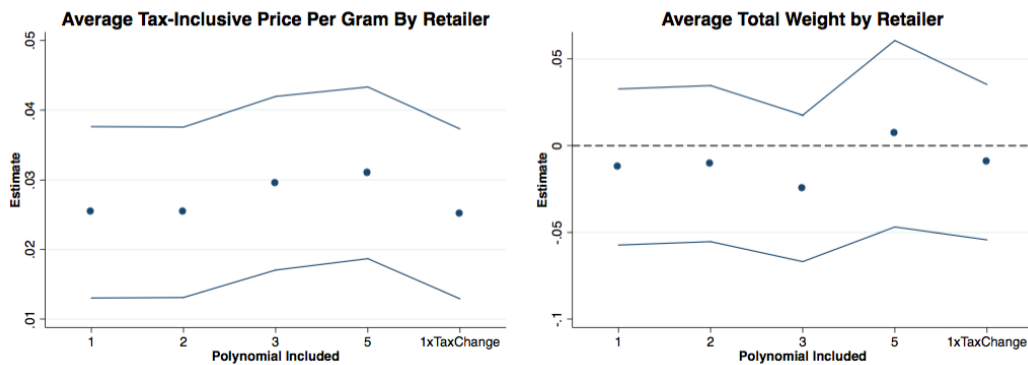 Average Tax-Inclusive Price Per Gram By Retailer
Estimate
.05
.04
.03
.02
.01
1 2 3 5 1xTaxChange
Polynomial Included
Average Total Weight by Retailer
Estimate
.05
0
-.05
-.1
1 2 3 5 1xTaxChange
Polynomial Included